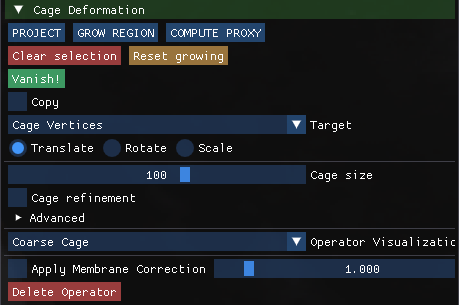 Cage Deformation
PROJECT GROW REGION COMPUTE PROXY
Clear selection Reset growing
Vanish!
Copy
Cage Vertices Target
Translate Rotate Scale
100 Cage size
Cage refinement
Advanced
Coarse Cage Operator Visualizatic
Apply Membrane Correction 1.000
Delete Operator